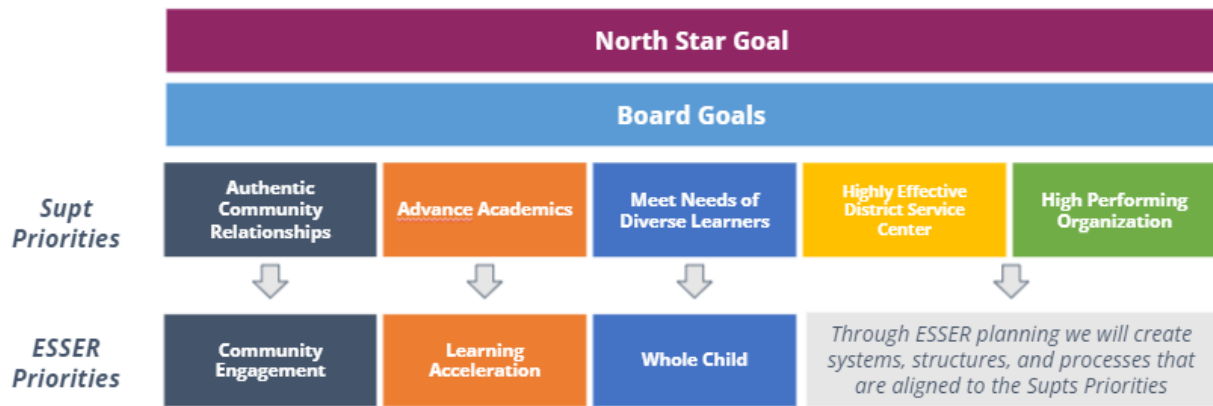 North Star Goal
Board Goals
Supt
Priorities
Authentic
Community
Relationships
Advance Academics
Meet Needs of
Diverse Learners
Highly Effective
District Service
Center
High Performing
Organization
ESSER
Priorities
Community
Engagement
Learning
Acceleration
Whole Child
Through ESSER planning we will create
systems, structures, and processes that
are aligned to the Supts Priorities